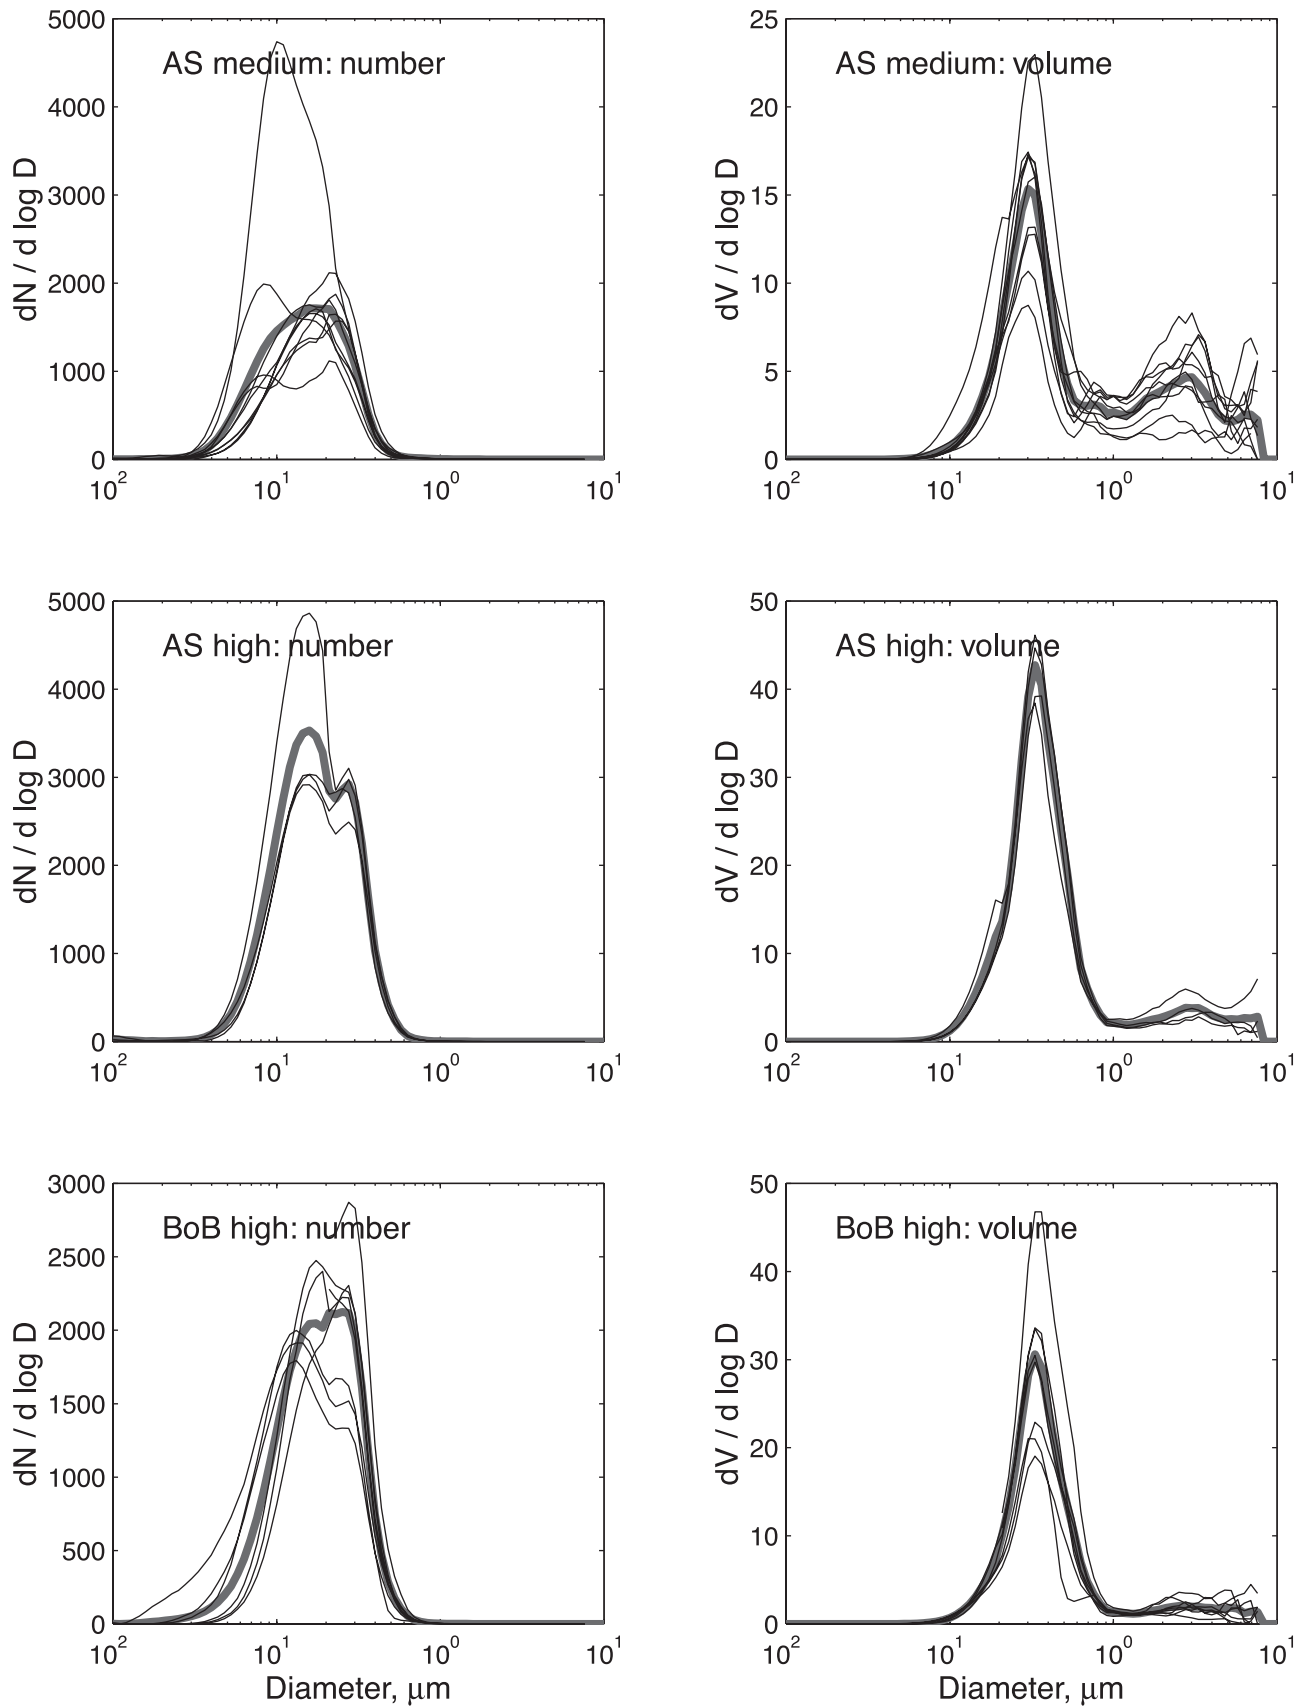 AS medium: number
5000
4000
3000
2000
1000
0
dN / d log D
10² 10¹ 10⁰ 10¹
AS medium: volume
25
20
15
10
5
0
dV / d log D
10² 10¹ 10⁰ 10¹
AS high: number
5000
4000
3000
2000
1000
0
dN / d log D
10² 10¹ 10⁰ 10¹
AS high: volume
50
40
30
20
10
0
dV / d log D
10² 10¹ 10⁰ 10¹
BoB high: number
3000
2500
2000
1500
1000
500
0
dN / d log D
10² 10¹ 10⁰ 10¹
Diameter, μm
BoB high: volume
50
40
30
20
10
0
dV / d log D
10² 10¹ 10⁰ 10¹
Diameter, μm